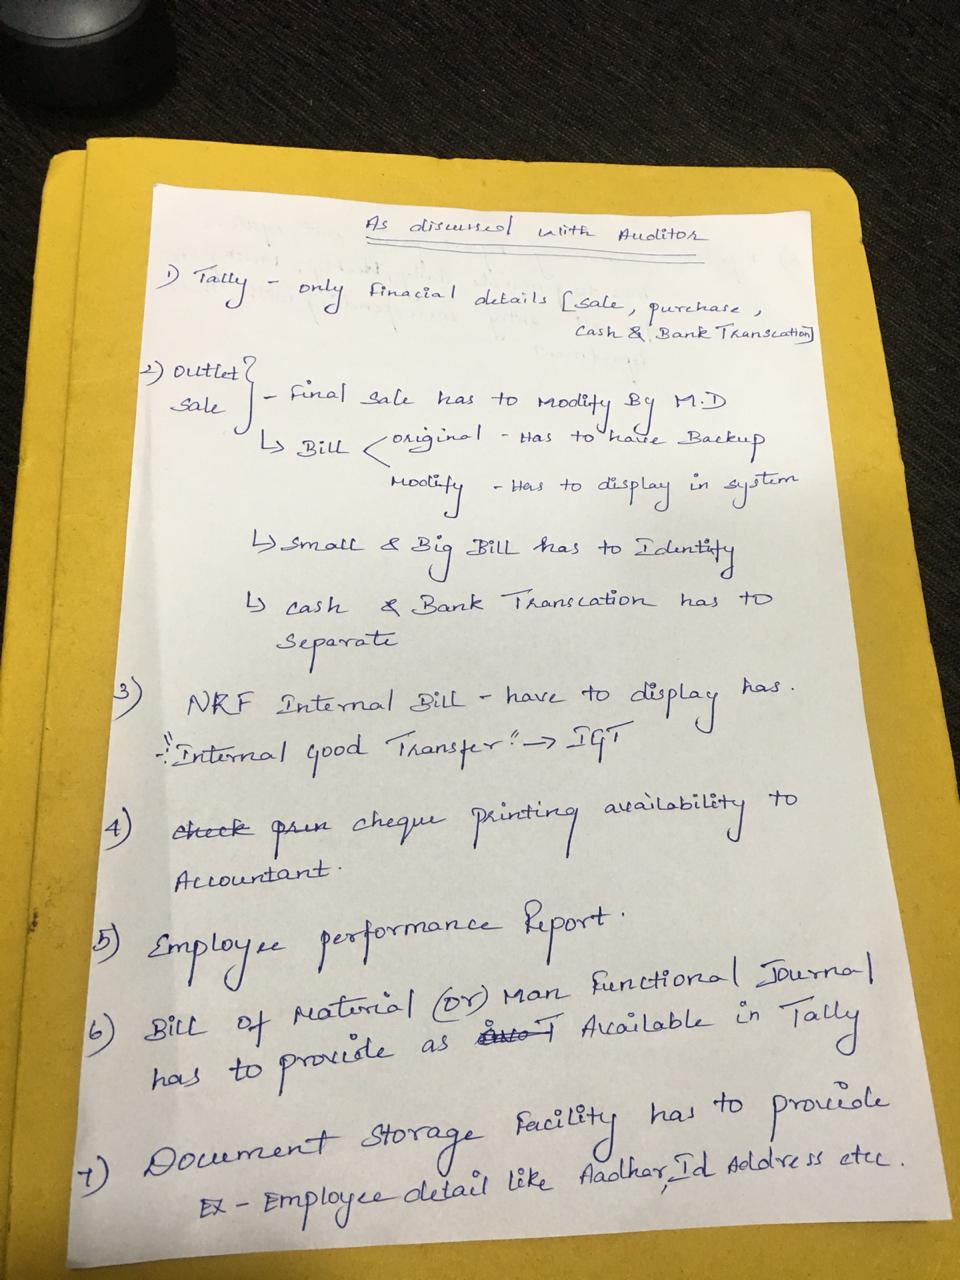 As discussed with Auditor
1) Tally - only Finacial details [Sale, purchase,
cash & Bank Transcation]
2) outlet
Sale } - Final Sale has to Modify By M.D
↳ Bill < original - Has to have Backup
Modify - Has to display in system
↳ Small & Big Bill has to Identify
↳ cash & Bank Transcation has to
separate
3) NRF Internal Bill - have to display has.
"Internal Good Transfer" → IGT
4) check prin cheque printing availability to
Accountant.
5) Employee performance Report.
6) Bill of Material (or) Man Functional Journal
has to provide as Available in Tally
7) Document Storage Facility has to provide
Ex - Employee detail like Aadhar, Id Address etc.